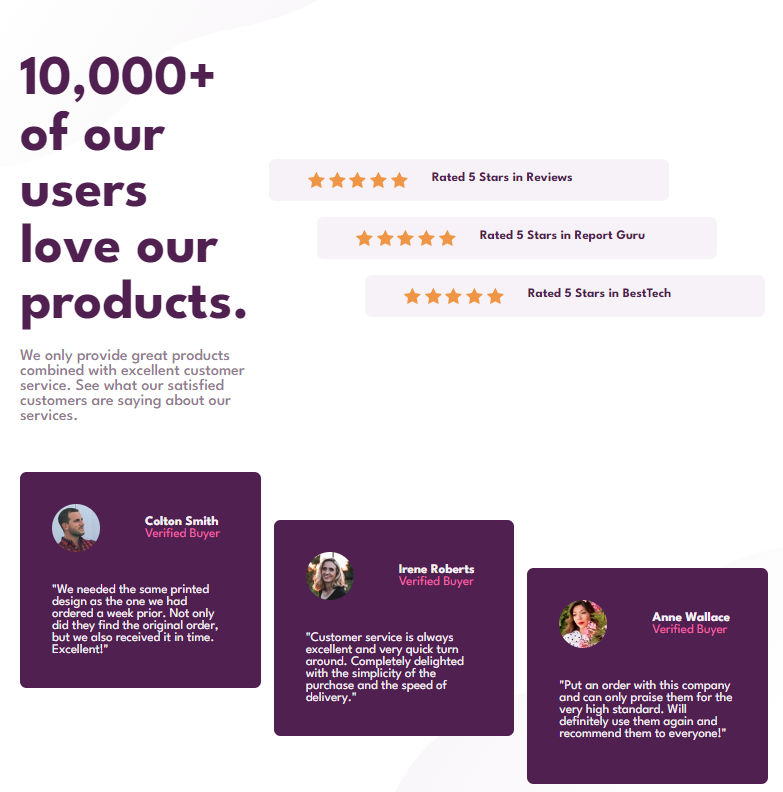 10,000+
of our
users
love our
products.
We only provide great products
combined with excellent customer
service. See what our satisfied
customers are saying about our
services.
Rated 5 Stars in Reviews
Rated 5 Stars in Report Guru
Rated 5 Stars in BestTech
Colton Smith
Verified Buyer
"We needed the same printed
design as the one we had
ordered a week prior. Not only
did they find the original order,
but we also received it in time.
Excellent!"
Irene Roberts
Verified Buyer
"Customer service is always
excellent and very quick turn
around. Completely delighted
with the simplicity of the
purchase and the speed of
delivery."
Anne Wallace
Verified Buyer
"Put an order with this company
and can only praise them for the
very high standard. Will
definitely use them again and
recommend them to everyone!"